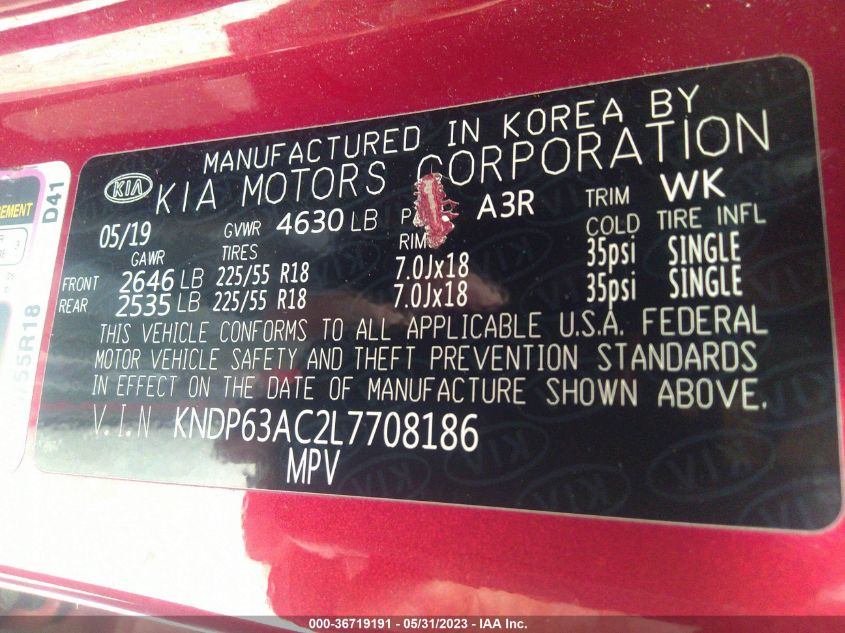 MANUFACTURED IN KOREA BY
KIA KIA MOTORS CORPORATION
05/19 GVWR 4630 LB A3R TRIM WK
GAWR TIRES RIM COLD TIRE INFL
FRONT 2646 LB 225/55 R18 7.0Jx18 35psi SINGLE
REAR 2535 LB 225/55 R18 7.0Jx18 35psi SINGLE
THIS VEHICLE CONFORMS TO ALL APPLICABLE U.S.A. FEDERAL
MOTOR VEHICLE SAFETY AND THEFT PREVENTION STANDARDS
IN EFFECT ON THE DATE OF MANUFACTURE SHOWN ABOVE.
V.I.N KNDP63AC2L7708186
MPV
D41
55R18
000-36719191 - 05/31/2023 - IAA Inc.